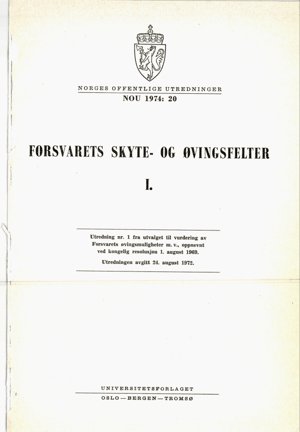 NORGES OFFENTLIGE UTREDNINGER
NOU 1974: 20
FORSVARETS SKYTE- OG ØVINGSFELTER
I.
Utredning nr. 1 fra utvalget til vurdering av
Forsvarets øvingsmuligheter m. v., oppnevnt
ved kongelig resolusjon 1. august 1969.
Utredningen avgitt 24. august 1972.
UNIVERSITETSFORLAGET
OSLO — BERGEN — TROMSØ